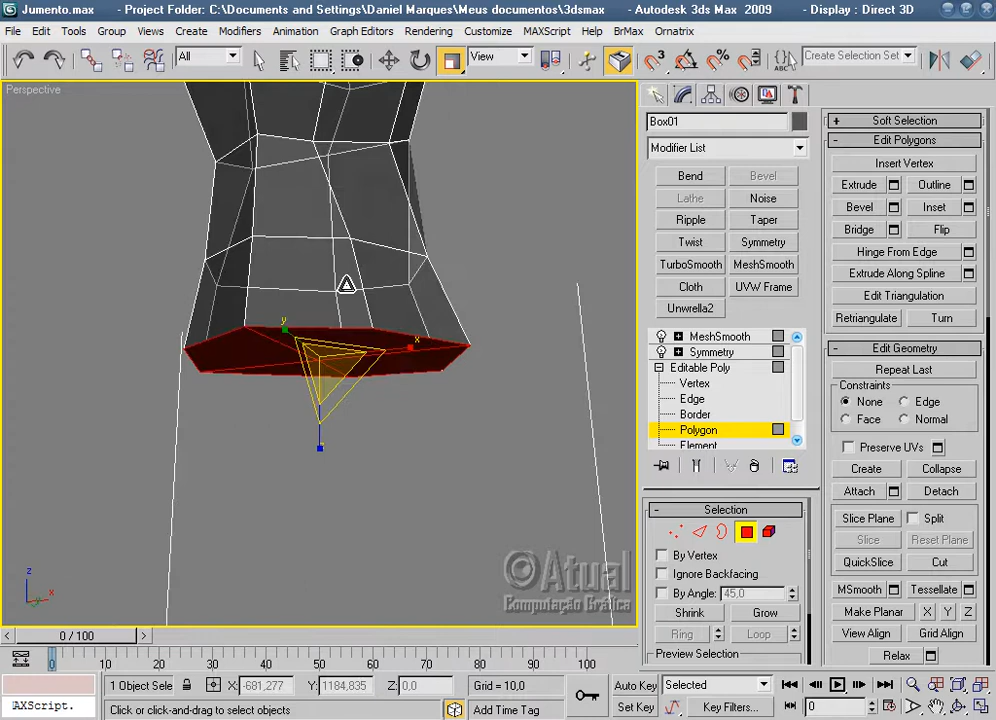 Jumento.max - Project Folder: C:\Documents and Settings\Daniel Marques\Meus documentos\3dsmax - Autodesk 3ds Max 2009 - Display : Direct 3D
File Edit Tools Group Views Create Modifiers Animation Graph Editors Rendering Customize MAXScript Help BrMax Ornatrix
All View Create Selection Set
Perspective
Box01
Modifier List
Bend Bevel
Lathe Noise
Ripple Taper
Twist Symmetry
TurboSmooth MeshSmooth
Cloth UVW Frame
Unwrella2
MeshSmooth
Symmetry
Editable Poly
Vertex
Edge
Border
Polygon
Element
- Selection
By Vertex
Ignore Backfacing
By Angle: 45,0
Shrink Grow
Ring Loop
Preview Selection
+ Soft Selection
- Edit Polygons
Insert Vertex
Extrude Outline
Bevel Inset
Bridge Flip
Hinge From Edge
Extrude Along Spline
Edit Triangulation
Retriangulate Turn
- Edit Geometry
Repeat Last
Constraints
None Edge
Face Normal
Preserve UVs
Create Collapse
Attach Detach
Slice Plane Split
Slice Reset Plane
QuickSlice Cut
MSmooth Tessellate
Make Planar X Y Z
View Align Grid Align
Relax
y
x
z
x
©Atual
Computação Gráfica
< 0 / 100 >
0 10 20 30 40 50 60 70 80 90 100
1 Object Sele X: -681,277 Y: 1184,835 Z: 0,0 Grid = 10,0 Auto Key Selected
AXScript. Click or click-and-drag to select objects Add Time Tag Set Key Key Filters... 0